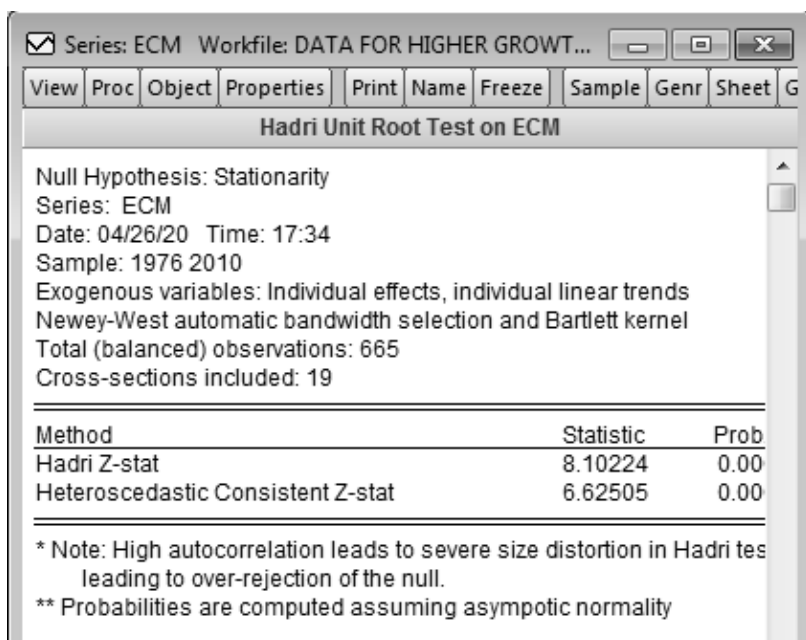 Series: ECM Workfile: DATA FOR HIGHER GROWT...
View Proc Object Properties Print Name Freeze Sample Genr Sheet G
Hadri Unit Root Test on ECM
Null Hypothesis: Stationarity
Series: ECM
Date: 04/26/20 Time: 17:34
Sample: 1976 2010
Exogenous variables: Individual effects, individual linear trends
Newey-West automatic bandwidth selection and Bartlett kernel
Total (balanced) observations: 665
Cross-sections included: 19
Method Statistic Prob
Hadri Z-stat 8.10224 0.00
Heteroscedastic Consistent Z-stat 6.62505 0.00
* Note: High autocorrelation leads to severe size distortion in Hadri tes
leading to over-rejection of the null.
** Probabilities are computed assuming asympotic normality